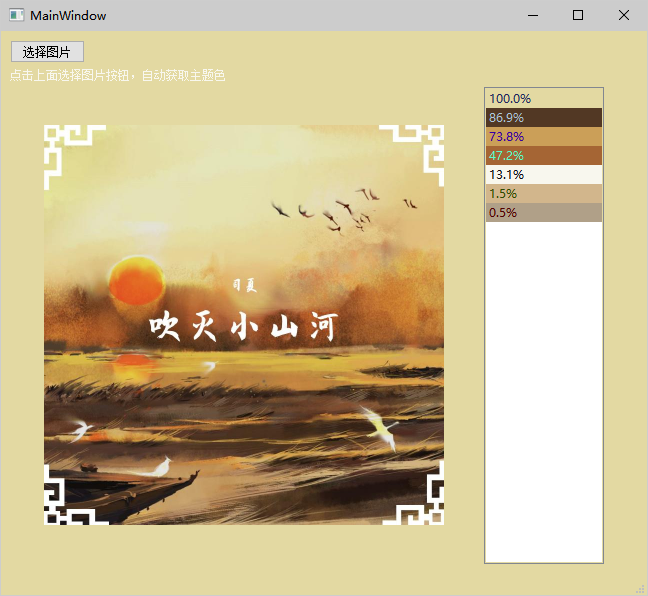 MainWindow
选择图片
点击上面选择图片按钮，自动获取主题色
100.0%
86.9%
73.8%
47.2%
13.1%
1.5%
0.5%
司夏
吹灭小山河